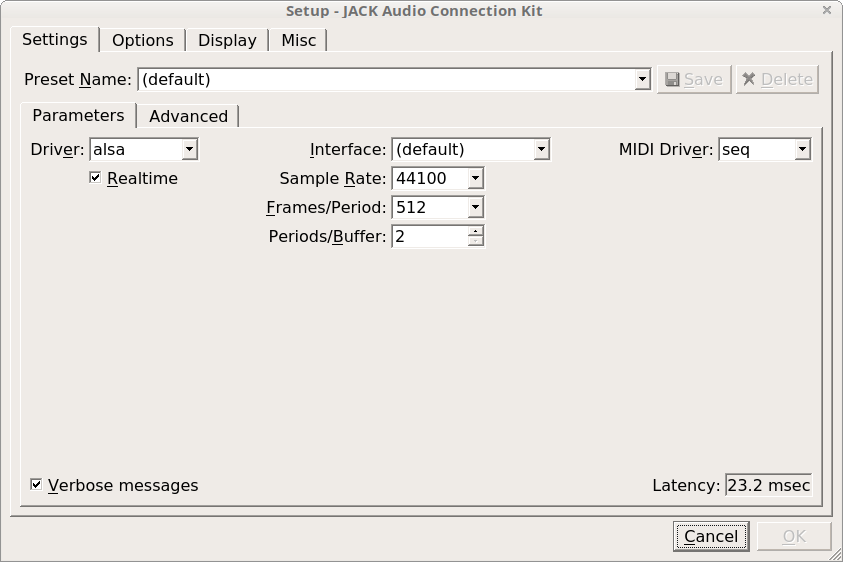 Setup - JACK Audio Connection Kit
Settings Options Display Misc
Preset Name: (default) Save Delete
Parameters Advanced
Driver: alsa Interface: (default) MIDI Driver: seq
Realtime Sample Rate: 44100
Frames/Period: 512
Periods/Buffer: 2
Verbose messages Latency: 23.2 msec
Cancel OK